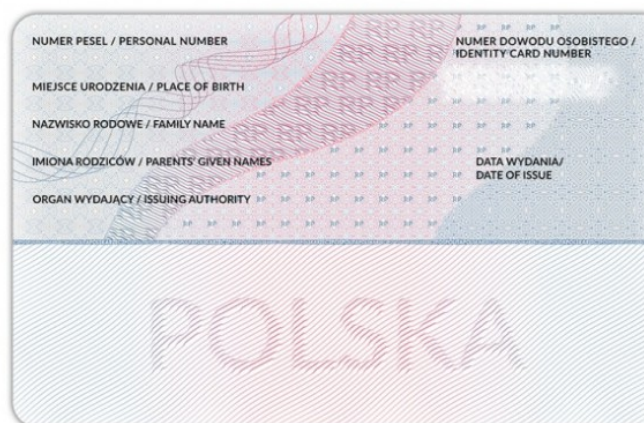 NUMER PESEL / PERSONAL NUMBER
NUMER DOWODU OSOBISTEGO /
IDENTITY CARD NUMBER
MIEJSCE URODZENIA / PLACE OF BIRTH
NAZWISKO RODOWE / FAMILY NAME
IMIONA RODZICÓW / PARENTS' GIVEN NAMES
DATA WYDANIA/
DATE OF ISSUE
ORGAN WYDAJĄCY / ISSUING AUTHORITY
POLSKA